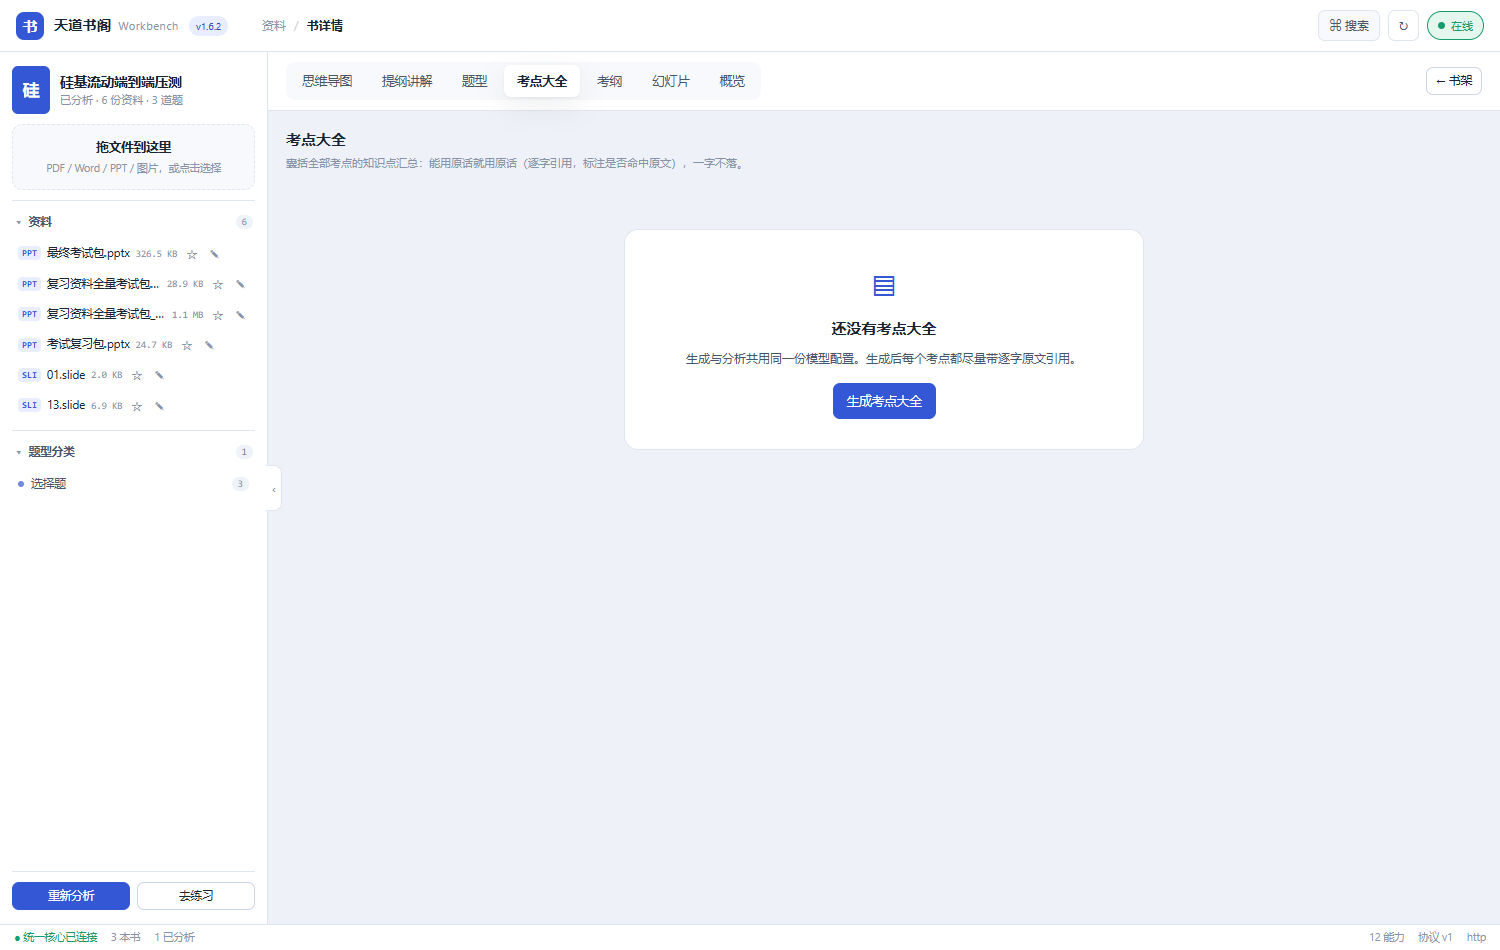 书 天道书阁 Workbench v1.6.2 资料 / 书详情 ⌘ 搜索 ↻ 在线
硅 硅基流动端到端压测
已分析 · 6 份资料 · 3 道题
思维导图 提纲讲解 题型 考点大全 考纲 幻灯片 概览 ← 书架
拖文件到这里
PDF / Word / PPT / 图片，或点击选择
资料 6
PPT 最终考试包.pptx 326.5 KB
PPT 复习资料全量考试包... 28.9 KB
PPT 复习资料全量考试包_... 1.1 MB
PPT 考试复习包.pptx 24.7 KB
SLI 01.slide 2.0 KB
SLI 13.slide 6.9 KB
题型分类 1
选择题 3
重新分析 去练习
考点大全
囊括全部考点的知识点汇总：能用原话就用原话（逐字引用，标注是否命中原文），一字不落。
还没有考点大全
生成与分析共用同一份模型配置。生成后每个考点都尽量带逐字原文引用。
生成考点大全
统一核心已连接 3 本书 1 已分析 12 能力 协议 v1 http